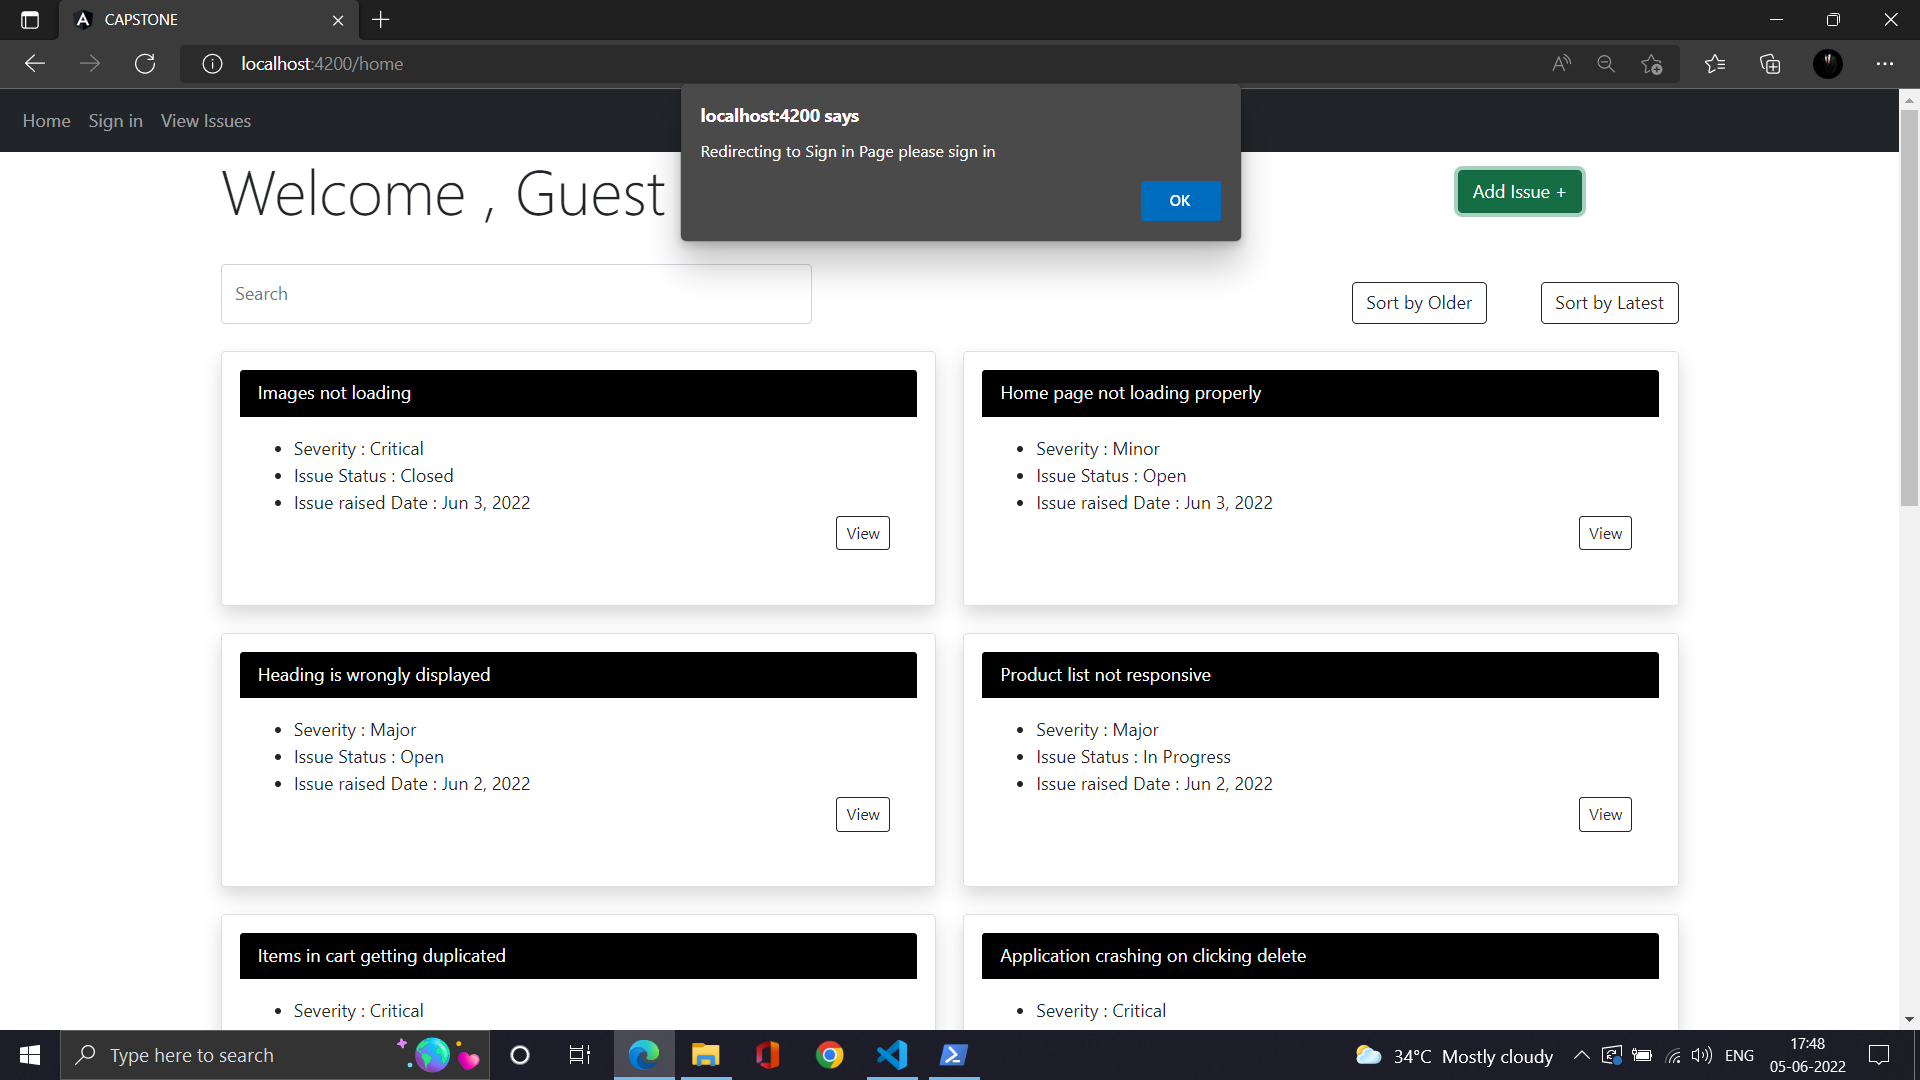 CAPSTONE
localhost:4200/home
Home Sign in View Issues
localhost:4200 says
Redirecting to Sign in Page please sign in
OK
Welcome , Guest
Add Issue +
Search
Sort by Older
Sort by Latest
Images not loading
Severity : Critical
Issue Status : Closed
Issue raised Date : Jun 3, 2022
View
Home page not loading properly
Severity : Minor
Issue Status : Open
Issue raised Date : Jun 3, 2022
View
Heading is wrongly displayed
Severity : Major
Issue Status : Open
Issue raised Date : Jun 2, 2022
View
Product list not responsive
Severity : Major
Issue Status : In Progress
Issue raised Date : Jun 2, 2022
View
Items in cart getting duplicated
Severity : Critical
Application crashing on clicking delete
Severity : Critical
Type here to search
34°C Mostly cloudy
ENG
17:48
05-06-2022